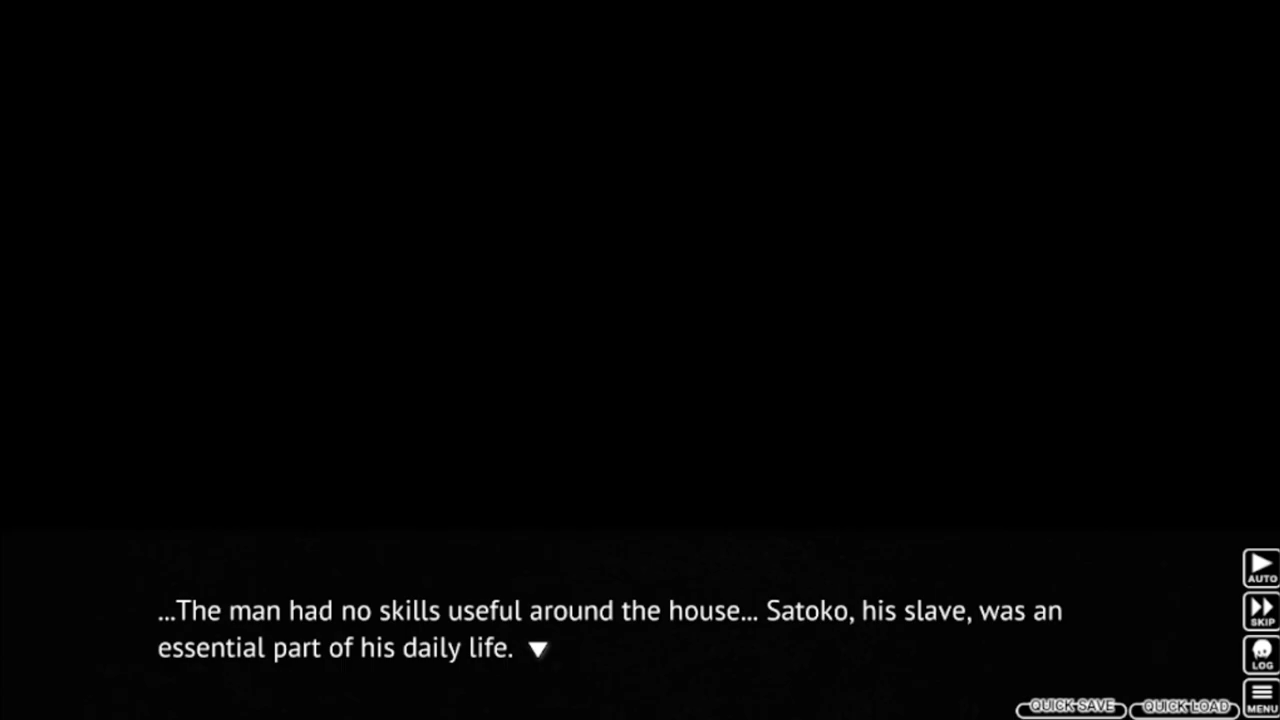 ...The man had no skills useful around the house... Satoko, his slave, was an
essential part of his daily life.
AUTO
SKIP
LOG
MENU
QUICK SAVE QUICK LOAD